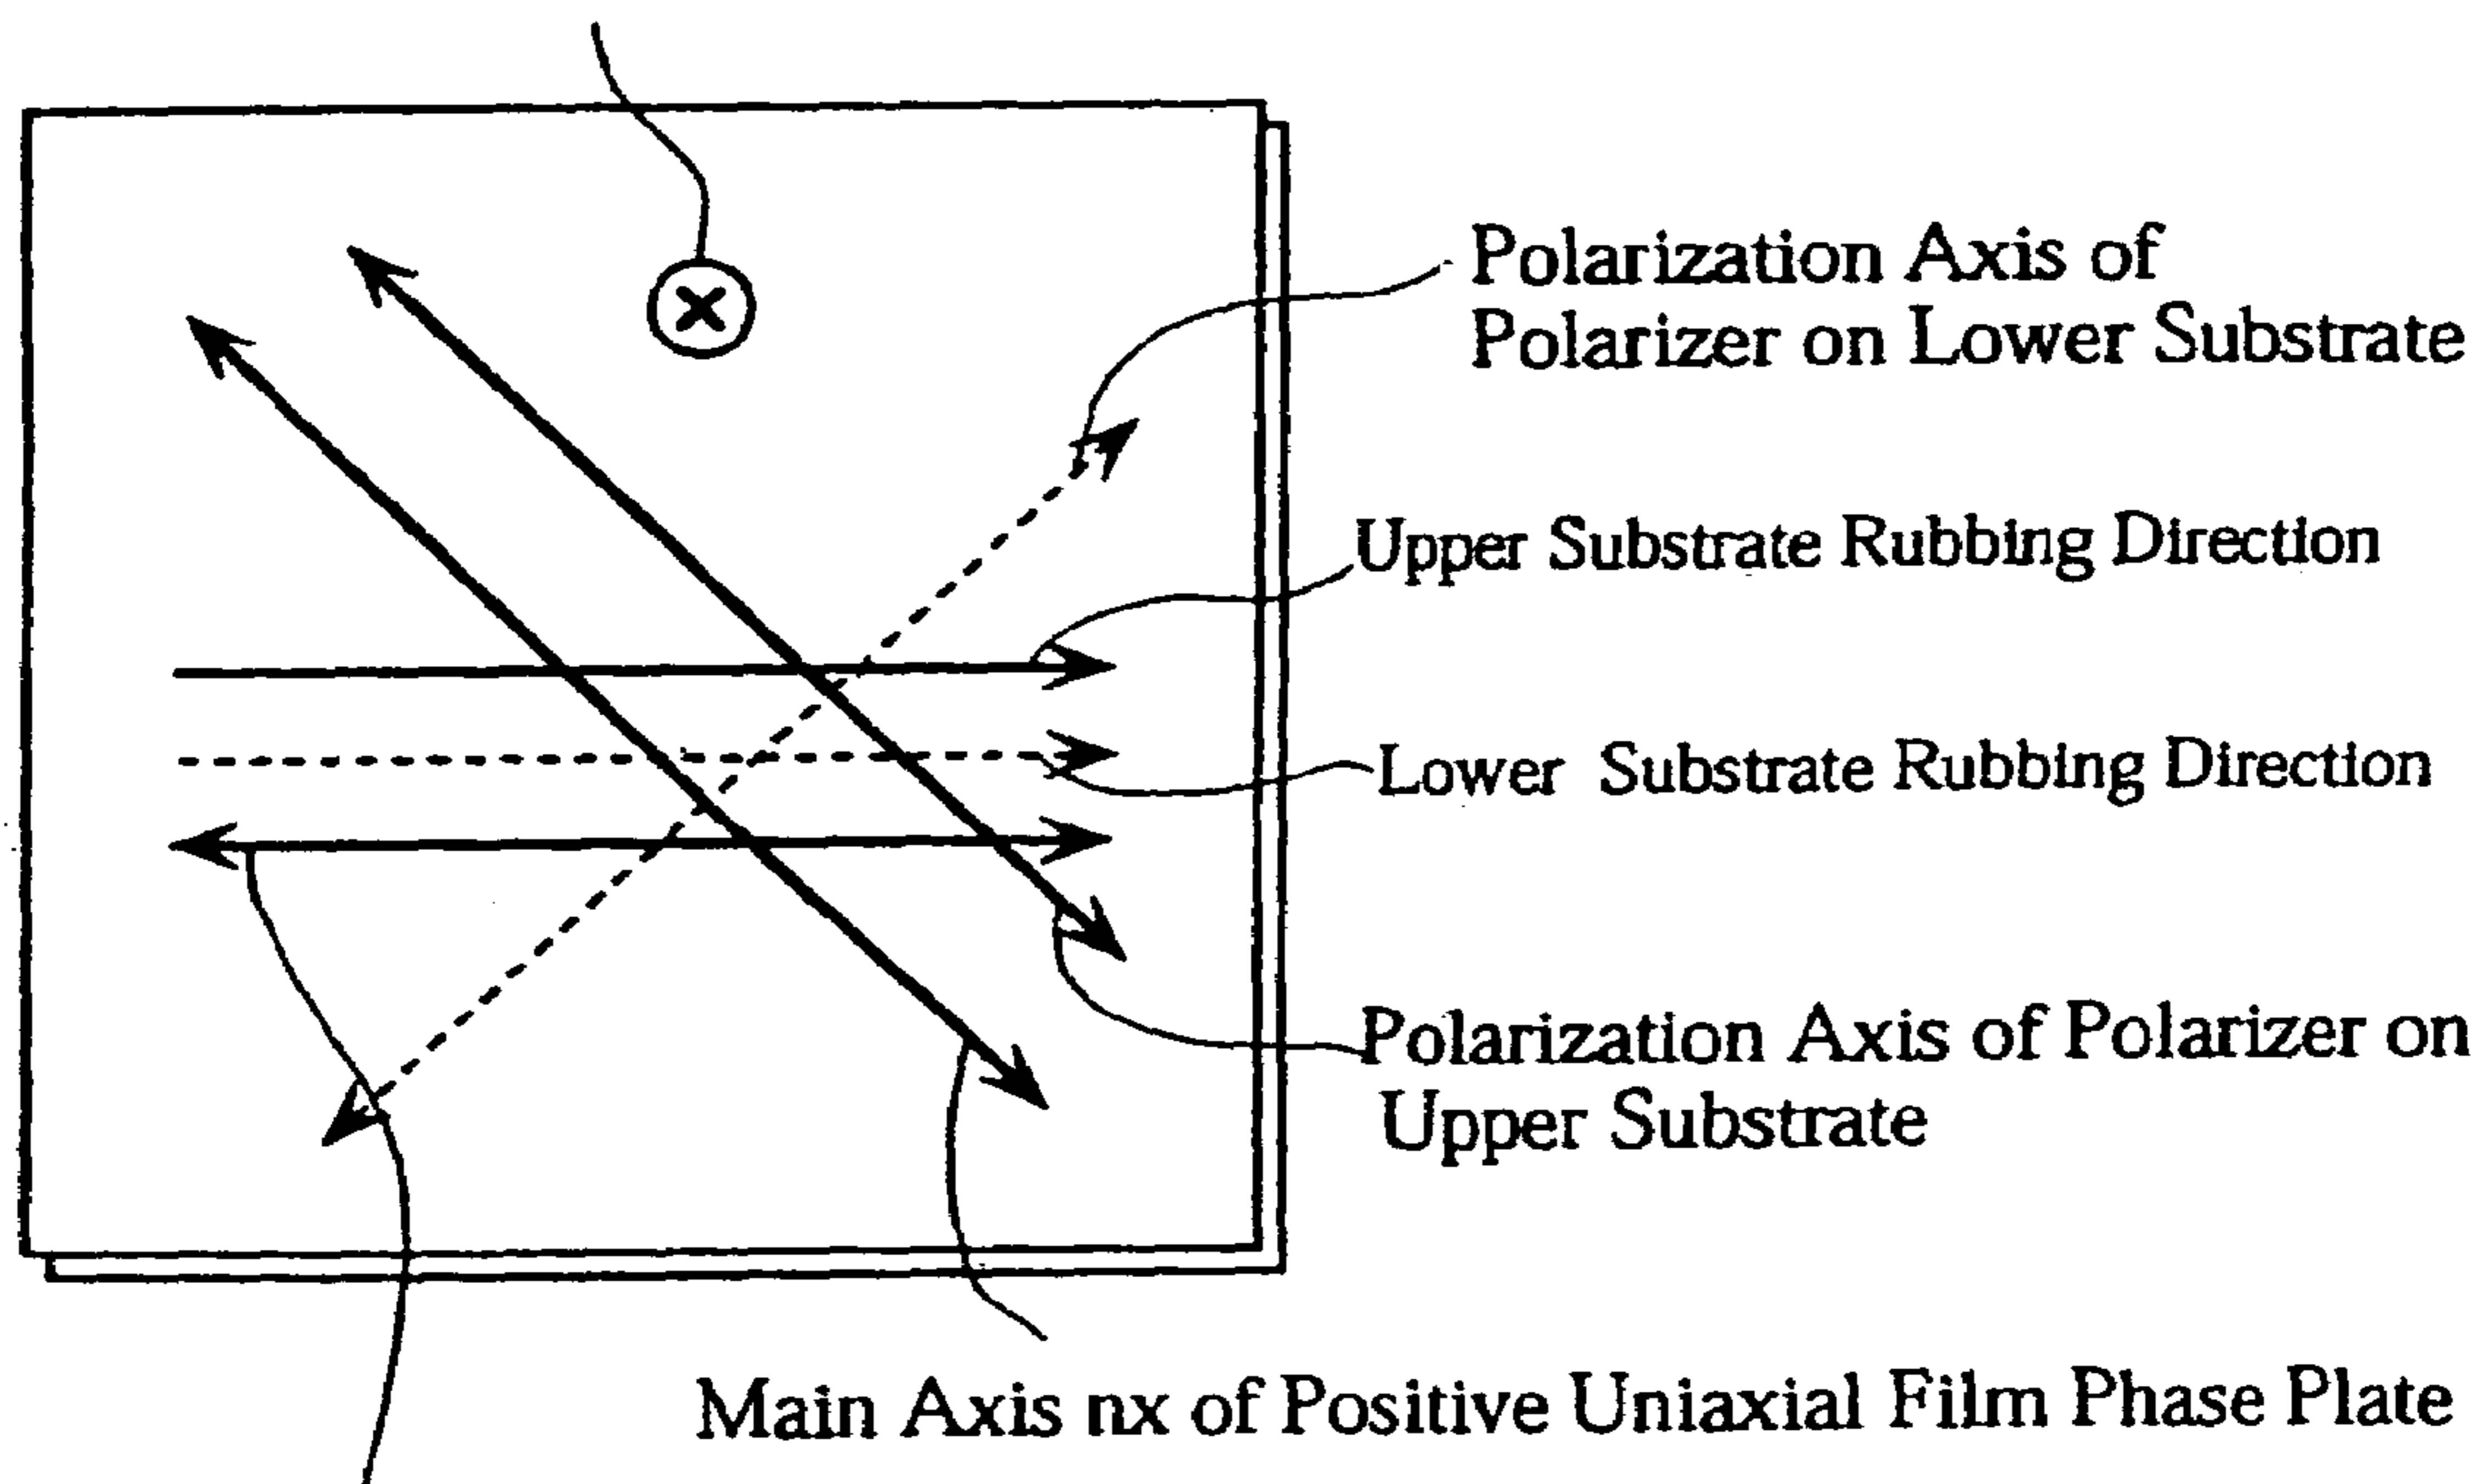 Polarization Axis of
Polarizer on Lower Substrate
Upper Substrate Rubbing Direction
Lower Substrate Rubbing Direction
Polarization Axis of Polarizer on
Upper Substrate
Main Axis nx of Positive Uniaxial Film Phase Plate